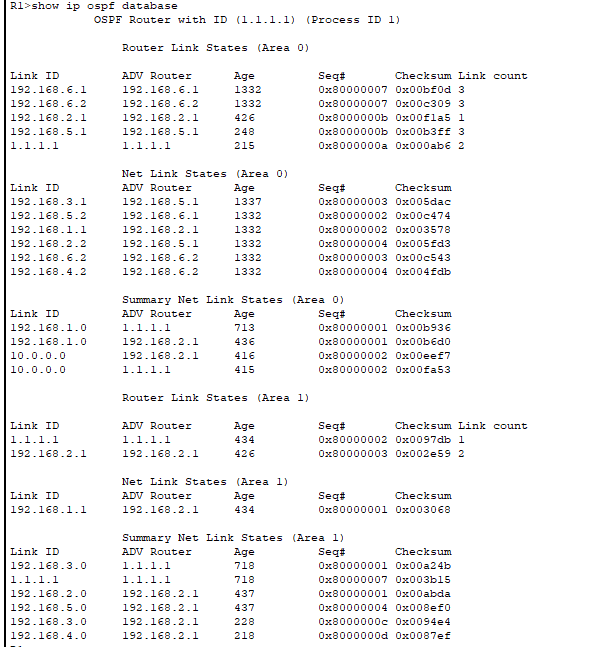 R1>show ip ospf database
OSPF Router with ID (1.1.1.1) (Process ID 1)
Router Link States (Area 0)
Link ID ADV Router Age Seq# Checksum Link count
192.168.6.1 192.168.6.1 1332 0x80000007 0x00bf0d 3
192.168.6.2 192.168.6.2 1332 0x80000007 0x00c309 3
192.168.2.1 192.168.2.1 426 0x8000000b 0x00f1a5 1
192.168.5.1 192.168.5.1 248 0x8000000b 0x00b3ff 3
1.1.1.1 1.1.1.1 215 0x8000000a 0x000ab6 2
Net Link States (Area 0)
Link ID ADV Router Age Seq# Checksum
192.168.3.1 192.168.5.1 1337 0x80000003 0x005dac
192.168.5.2 192.168.6.1 1332 0x80000002 0x00c474
192.168.1.1 192.168.2.1 1332 0x80000002 0x003578
192.168.2.2 192.168.5.1 1332 0x80000004 0x005fd3
192.168.6.2 192.168.6.2 1332 0x80000003 0x00c543
192.168.4.2 192.168.6.2 1332 0x80000004 0x004fdb
Summary Net Link States (Area 0)
Link ID ADV Router Age Seq# Checksum
192.168.1.0 1.1.1.1 713 0x80000001 0x00b936
192.168.1.0 192.168.2.1 436 0x80000001 0x00b6d0
10.0.0.0 192.168.2.1 416 0x80000002 0x00eef7
10.0.0.0 1.1.1.1 415 0x80000002 0x00fa53
Router Link States (Area 1)
Link ID ADV Router Age Seq# Checksum Link count
1.1.1.1 1.1.1.1 434 0x80000002 0x0097db 1
192.168.2.1 192.168.2.1 426 0x80000003 0x002e59 2
Net Link States (Area 1)
Link ID ADV Router Age Seq# Checksum
192.168.1.1 192.168.2.1 434 0x80000001 0x003068
Summary Net Link States (Area 1)
Link ID ADV Router Age Seq# Checksum
192.168.3.0 1.1.1.1 718 0x80000001 0x00a24b
1.1.1.1 1.1.1.1 718 0x80000007 0x003b15
192.168.2.0 192.168.2.1 437 0x80000001 0x00abda
192.168.5.0 192.168.2.1 437 0x80000004 0x008ef0
192.168.3.0 192.168.2.1 228 0x8000000c 0x0094e4
192.168.4.0 192.168.2.1 218 0x8000000d 0x0087ef